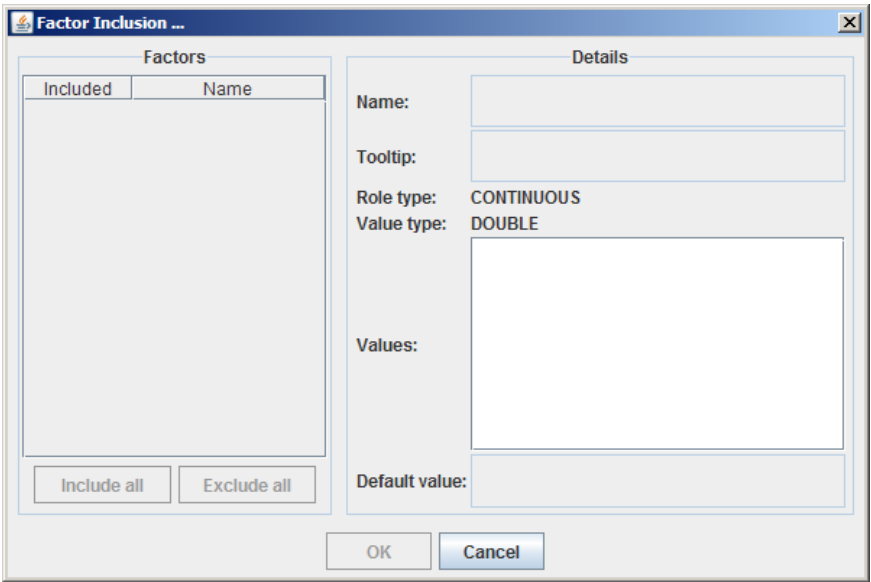 Factor Inclusion ...
Factors
Included Name
Include all Exclude all
Details
Name:
Tooltip:
Role type: CONTINUOUS
Value type: DOUBLE
Values:
Default value:
OK Cancel